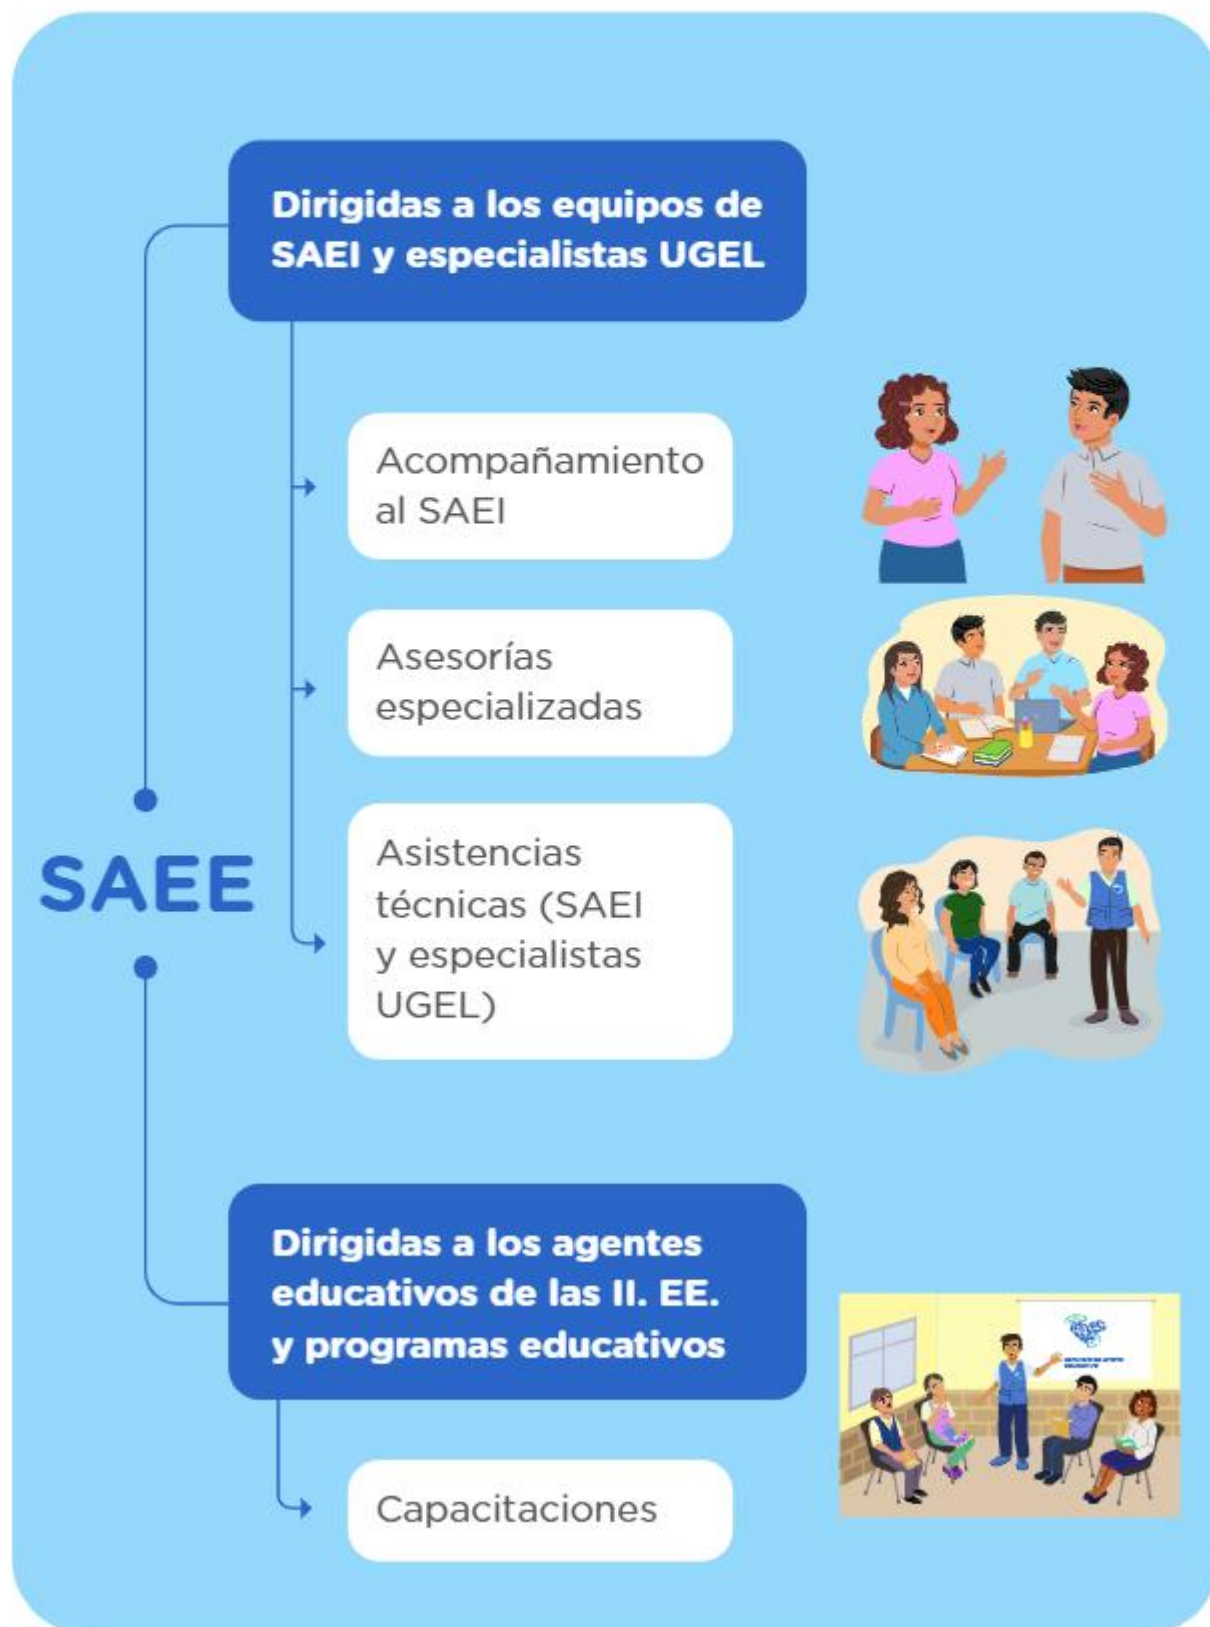 Dirigidas a los equipos de
SAEI y especialistas UGEL
Acompañamiento
al SAEI
Asesorías
especializadas
Asistencias
técnicas (SAEI
y especialistas
UGEL)
SAEE
Dirigidas a los agentes
educativos de las II. EE.
y programas educativos
Capacitaciones